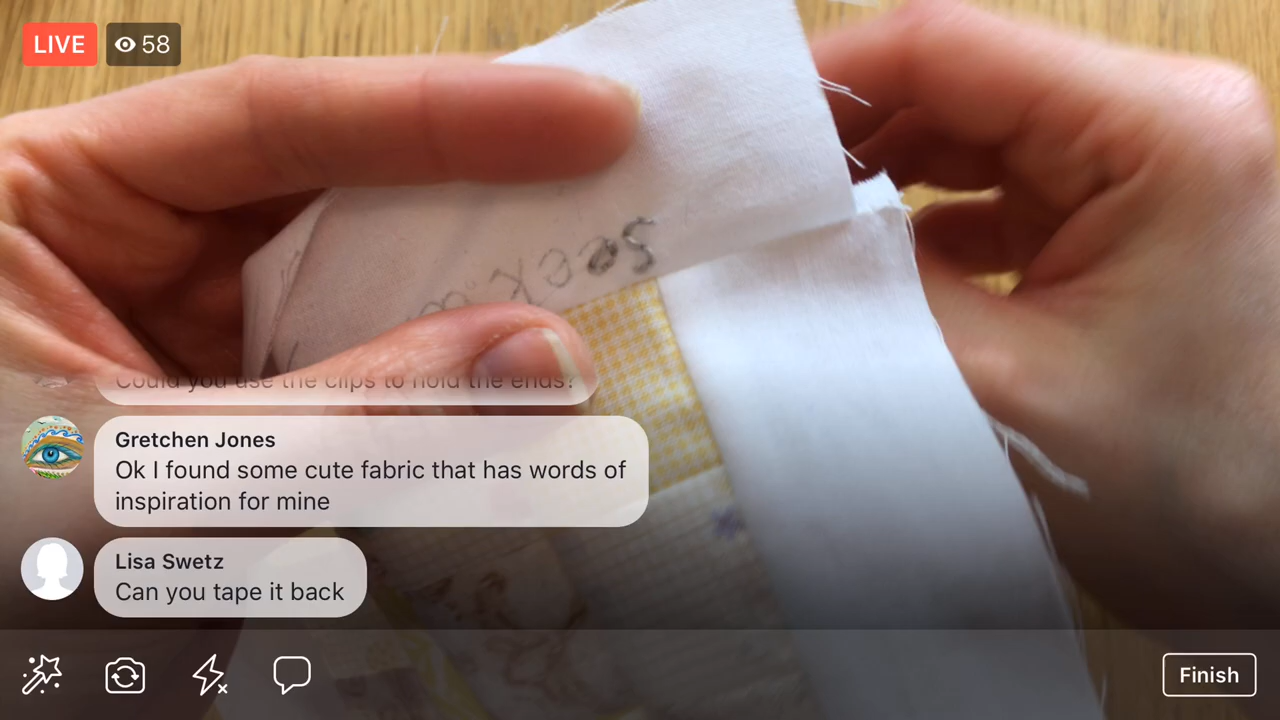 LIVE
58
Could you use the clips to hold the ends?
Gretchen Jones
Ok I found some cute fabric that has words of
inspiration for mine
Lisa Swetz
Can you tape it back
Finish